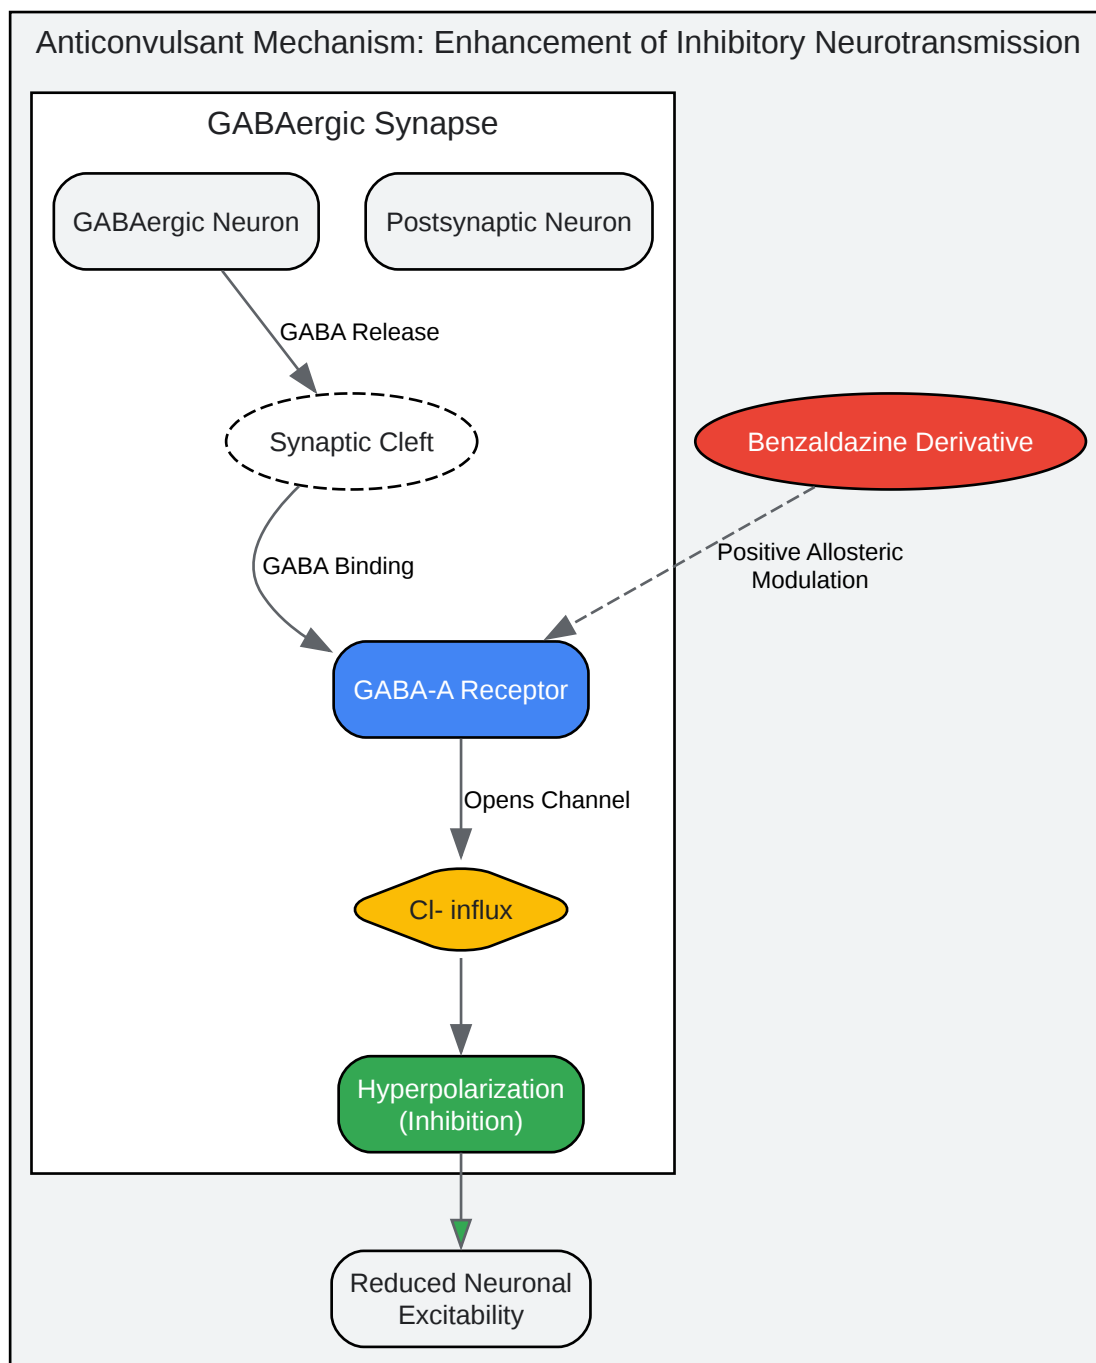 Anticonvulsant Mechanism: Enhancement of Inhibitory Neurotransmission
GABAergic Synapse
GABAergic Neuron
Postsynaptic Neuron
GABA Release
Synaptic Cleft
Benzaldazine Derivative
GABA Binding
Positive Allosteric
Modulation
GABA-A Receptor
Opens Channel
Cl- influx
Hyperpolarization
(Inhibition)
Reduced Neuronal
Excitability